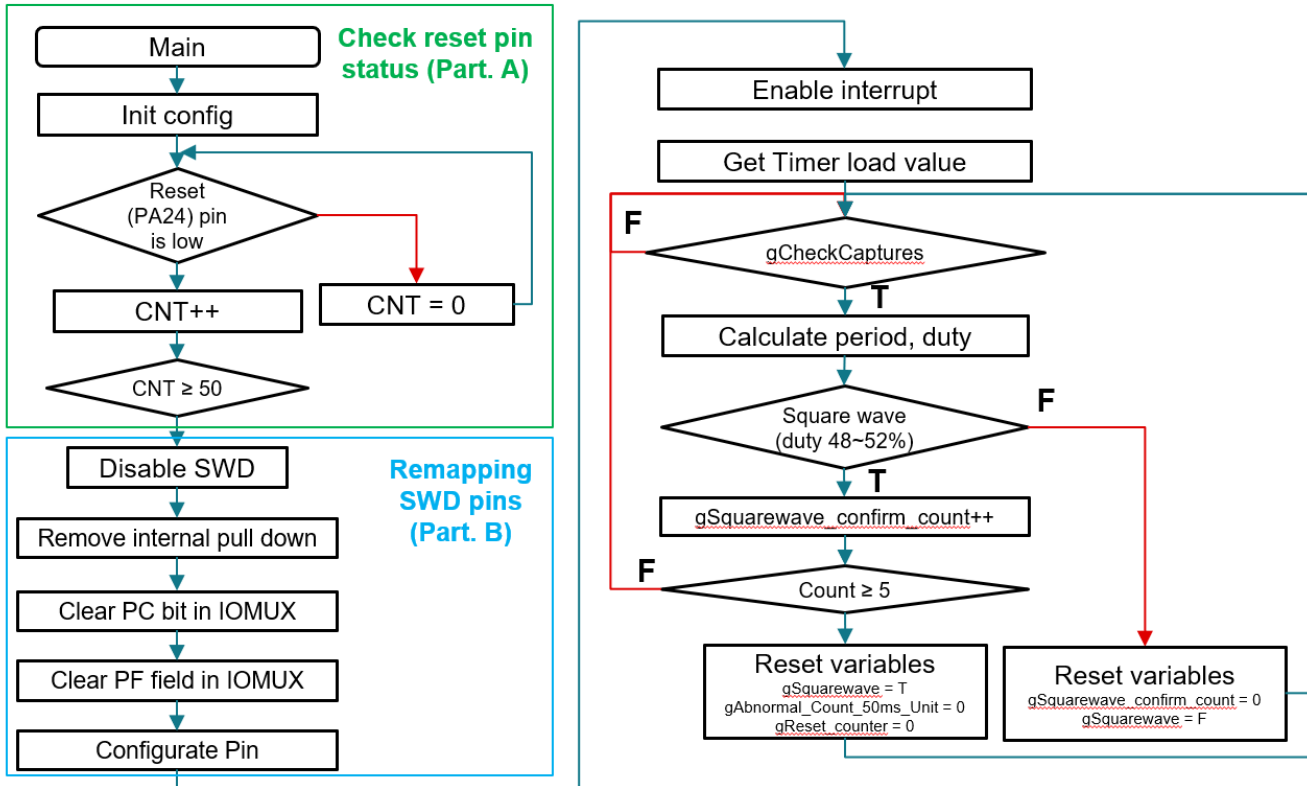 Main
Check reset pin
status (Part. A)
Init config
Reset
(PA24) pin
is low
CNT++
CNT = 0
CNT ≥ 50
Disable SWD
Remapping
SWD pins
(Part. B)
Remove internal pull down
Clear PC bit in IOMUX
Clear PF field in IOMUX
Configurate Pin
Enable interrupt
Get Timer load value
F
gCheckCaptures
T
Calculate period, duty
F
Square wave
(duty 48~52%)
T
gSquarewave_confirm_count++
F
Count ≥ 5
Reset variables
gSquarewave = T
gAbnormal_Count_50ms_Unit = 0
gReset_counter = 0
Reset variables
gSquarewave_confirm_count = 0
gSquarewave = F